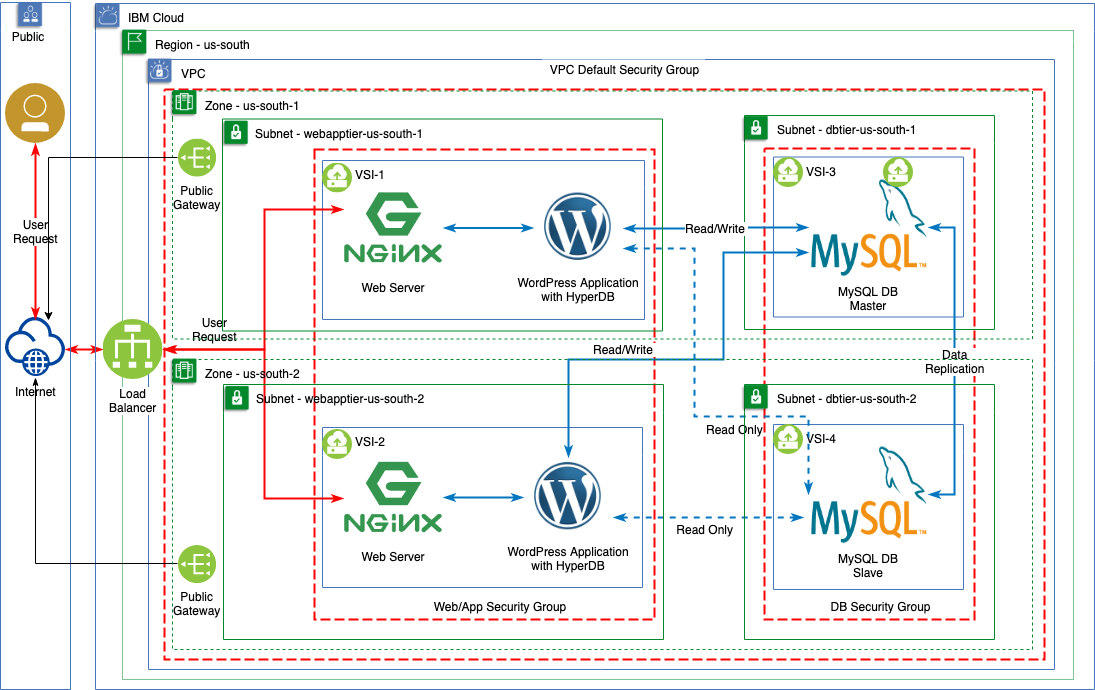 Public
IBM Cloud
Region - us-south
VPC
VPC Default Security Group
Zone - us-south-1
Subnet - webapptier-us-south-1
Subnet - dbtier-us-south-1
Public
Gateway
VSI-1
NGINX
Web Server
WordPress Application
with HyperDB
Read/Write
VSI-3
MySQL™
MySQL DB
Master
User
Request
User
Request
Read/Write
Data
Replication
Internet
Load
Balancer
Zone - us-south-2
Subnet - webapptier-us-south-2
Subnet - dbtier-us-south-2
Read Only
VSI-2
NGINX
Web Server
WordPress Application
with HyperDB
Read Only
VSI-4
MySQL™
MySQL DB
Slave
Public
Gateway
Web/App Security Group
DB Security Group